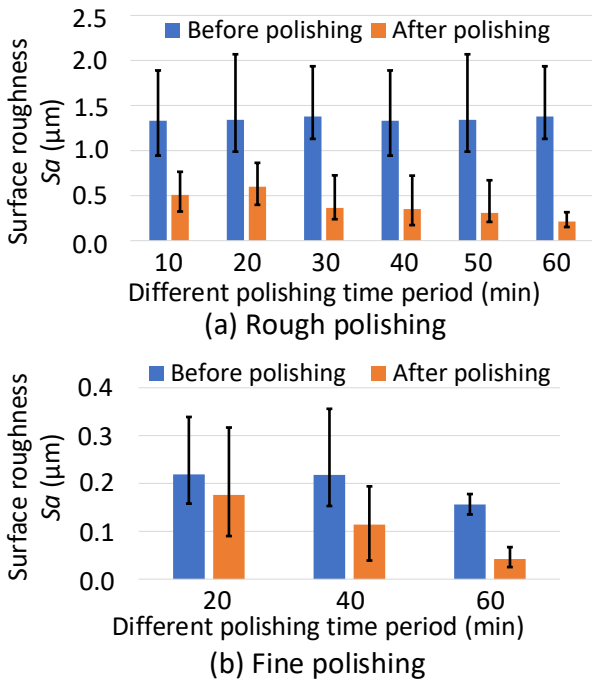 Before polishing After polishing
Surface roughness
Sa (μm)
2.5
2.0
1.5
1.0
0.5
0.0
10 20 30 40 50 60
Different polishing time period (min)
(a) Rough polishing
Before polishing After polishing
Surface roughness
Sa (μm)
0.4
0.3
0.2
0.1
0.0
20 40 60
Different polishing time period (min)
(b) Fine polishing